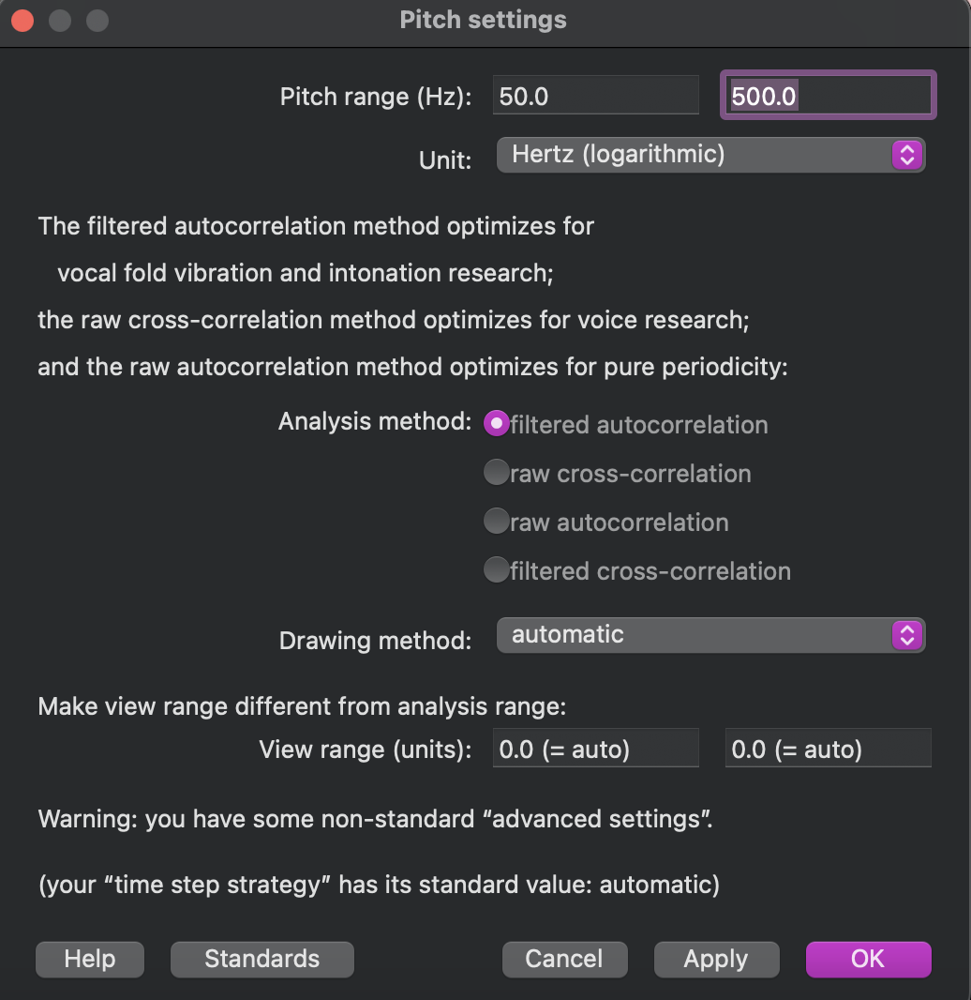 Pitch settings
Pitch range (Hz): 50.0 500.0
Unit: Hertz (logarithmic)
The filtered autocorrelation method optimizes for
vocal fold vibration and intonation research;
the raw cross-correlation method optimizes for voice research;
and the raw autocorrelation method optimizes for pure periodicity:
Analysis method: filtered autocorrelation
raw cross-correlation
raw autocorrelation
filtered cross-correlation
Drawing method: automatic
Make view range different from analysis range:
View range (units): 0.0 (= auto) 0.0 (= auto)
Warning: you have some non-standard “advanced settings”.
(your “time step strategy” has its standard value: automatic)
Help Standards Cancel Apply OK